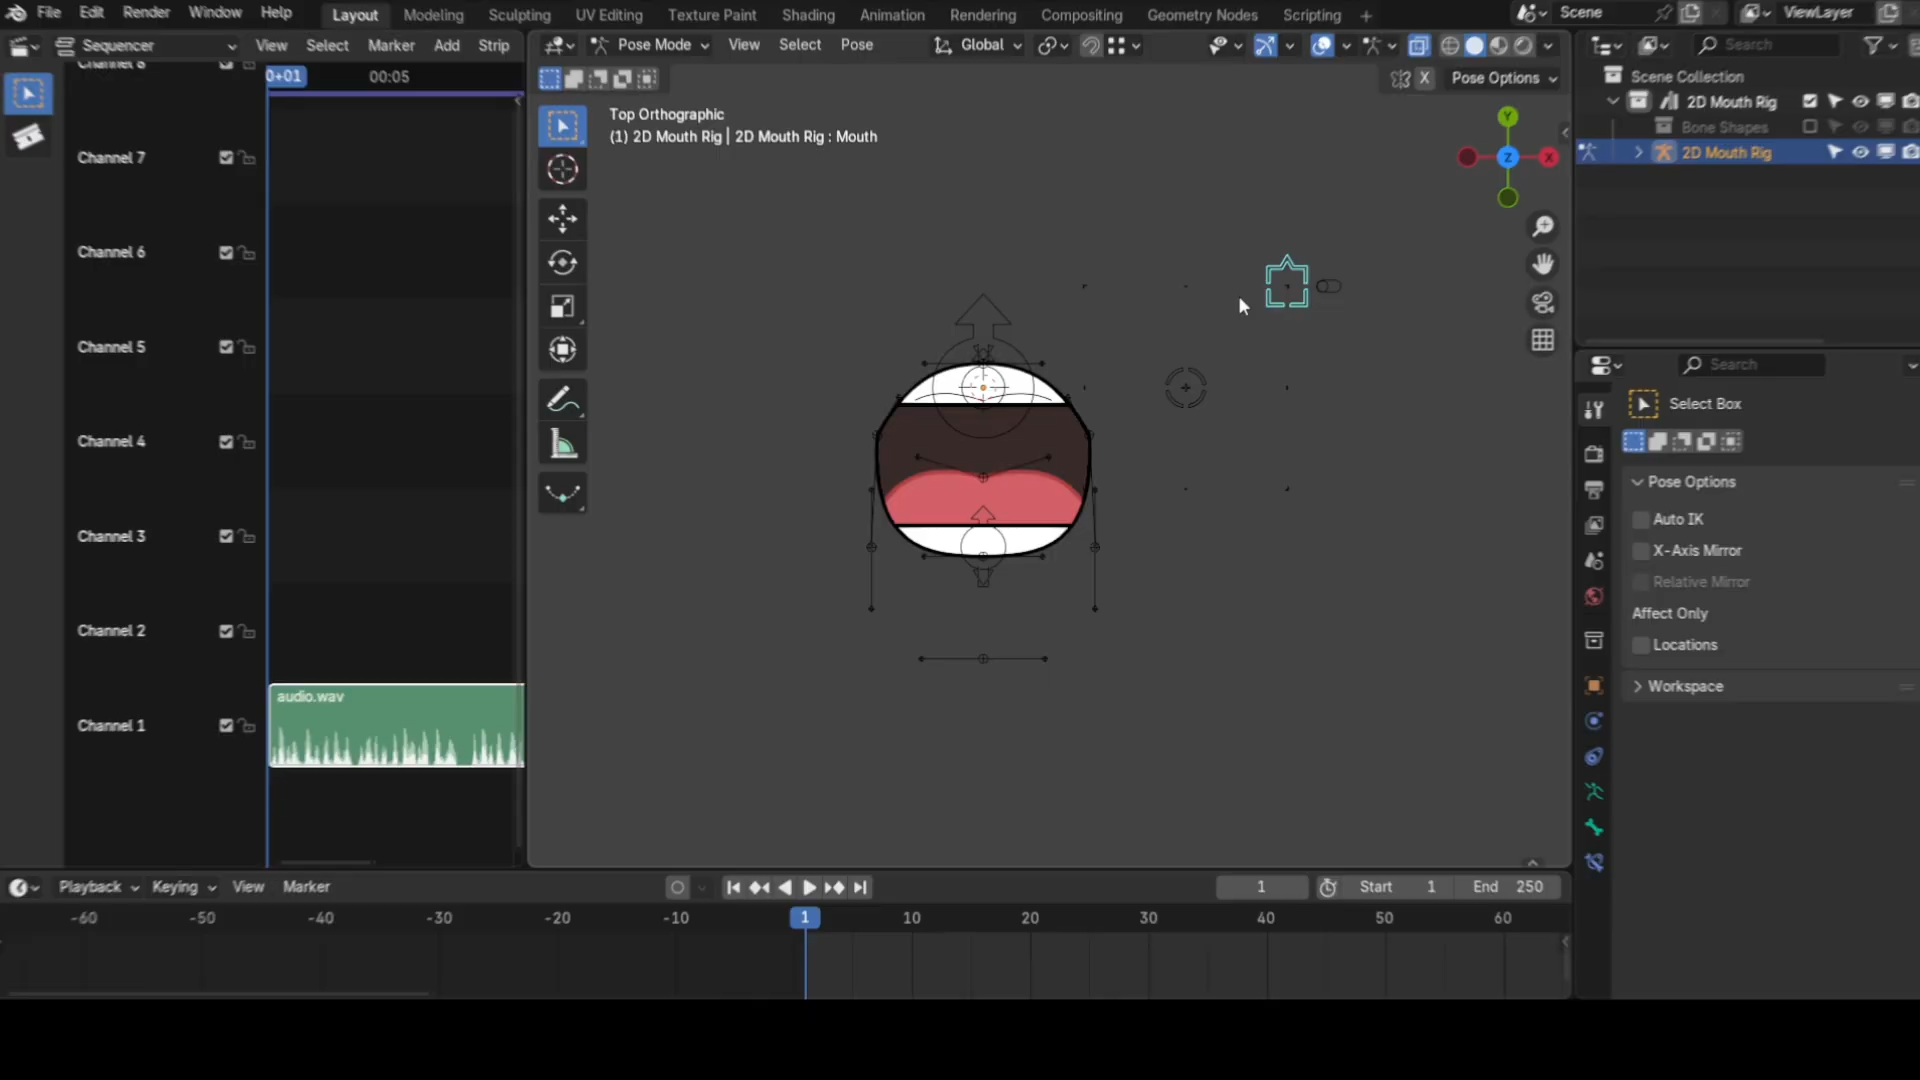 File Edit Render Window Help Layout Modeling Sculpting UV Editing Texture Paint Shading Animation Rendering Compositing Geometry Nodes Scripting + Scene ViewLayer
Sequencer View Select Marker Add Strip Pose Mode View Select Pose Global Search
0+01 00:05 X Pose Options
Channel 7
Channel 6
Channel 5
Channel 4
Channel 3
Channel 2
Channel 1
audio.wav
Top Orthographic
(1) 2D Mouth Rig | 2D Mouth Rig : Mouth
Y
Z
X
Scene Collection
2D Mouth Rig
Bone Shapes
2D Mouth Rig
Search
Select Box
Pose Options
Auto IK
X-Axis Mirror
Relative Mirror
Affect Only
Locations
Workspace
Playback Keying View Marker 1 Start 1 End 250
-60 -50 -40 -30 -20 -10 1 10 20 30 40 50 60